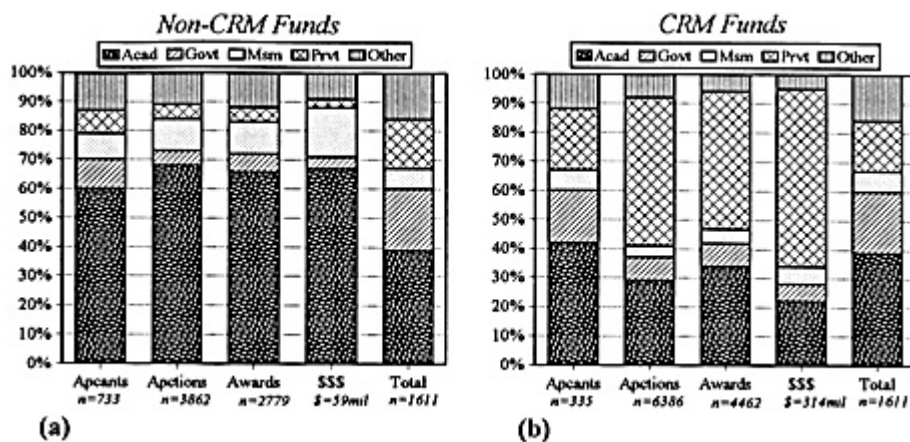 Non-CRM Funds
Acad Govt Msm Prvt Other
100%
90%
80%
70%
60%
50%
40%
30%
20%
10%
0%
Apcants Apctions Awards $$$ Total
n=733 n=3862 n=2779 $=59mil n=1611
(a)
CRM Funds
Acad Govt Msm Prvt Other
100%
90%
80%
70%
60%
50%
40%
30%
20%
10%
0%
Apcants Apctions Awards $$$ Total
n=335 n=6386 n=4462 $=314mil n=1611
(b)